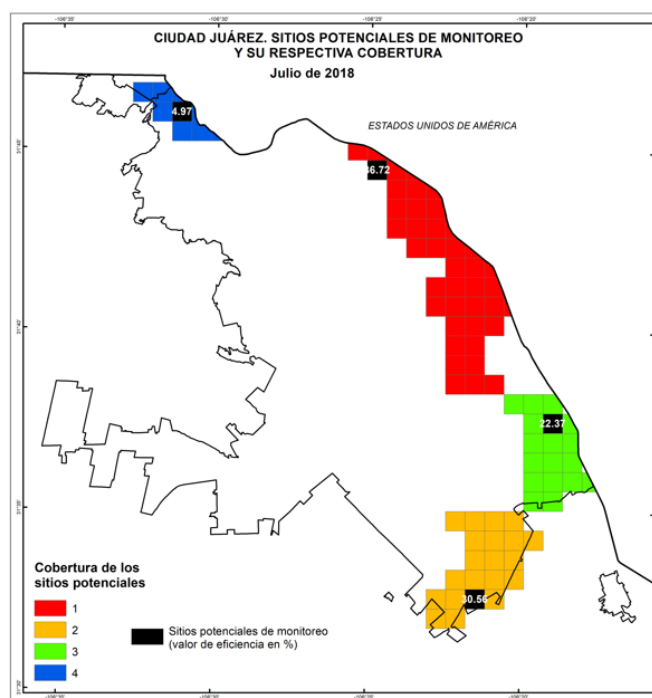 CIUDAD JUÁREZ. SITIOS POTENCIALES DE MONITOREO
Y SU RESPECTIVA COBERTURA
Julio de 2018
ESTADOS UNIDOS DE AMÉRICA
4.97
36.72
22.37
30.56
Cobertura de los
sitios potenciales
1
2
3
4
Sitios potenciales de monitoreo
(valor de eficiencia en %)